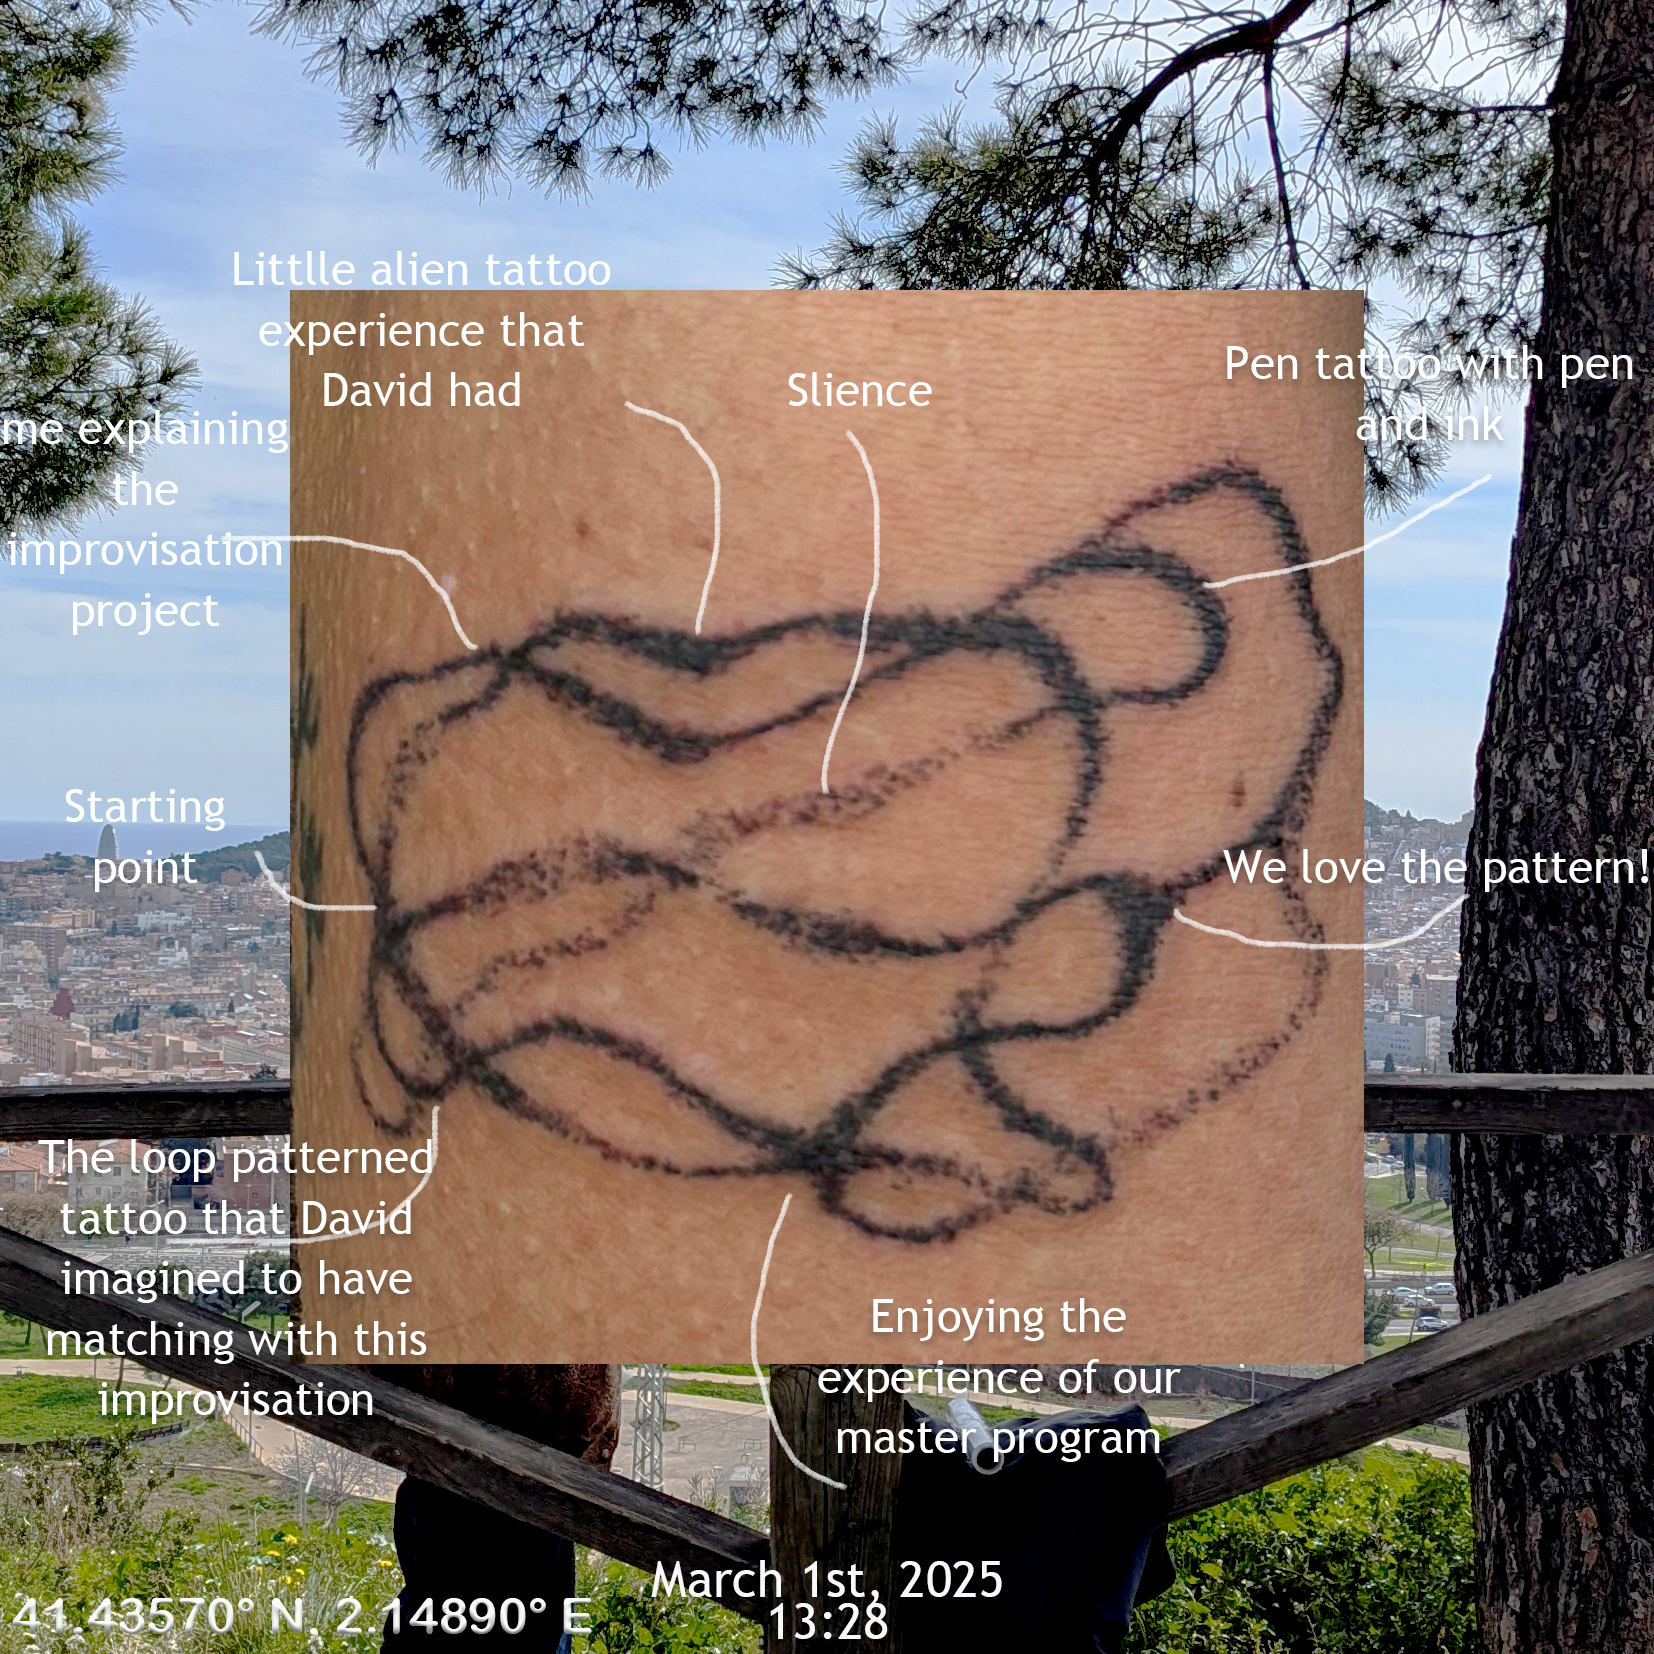 Littlle alien tattoo
experience that
David had
Slience
Pen tattoo with pen
and ink
me explaining
the
improvisation
project
Starting
point
We love the pattern!
The loop patterned
tattoo that David
imagined to have
matching with this
improvisation
Enjoying the
experience of our
master program
March 1st, 2025
13:28
41.43570° N, 2.14890° E